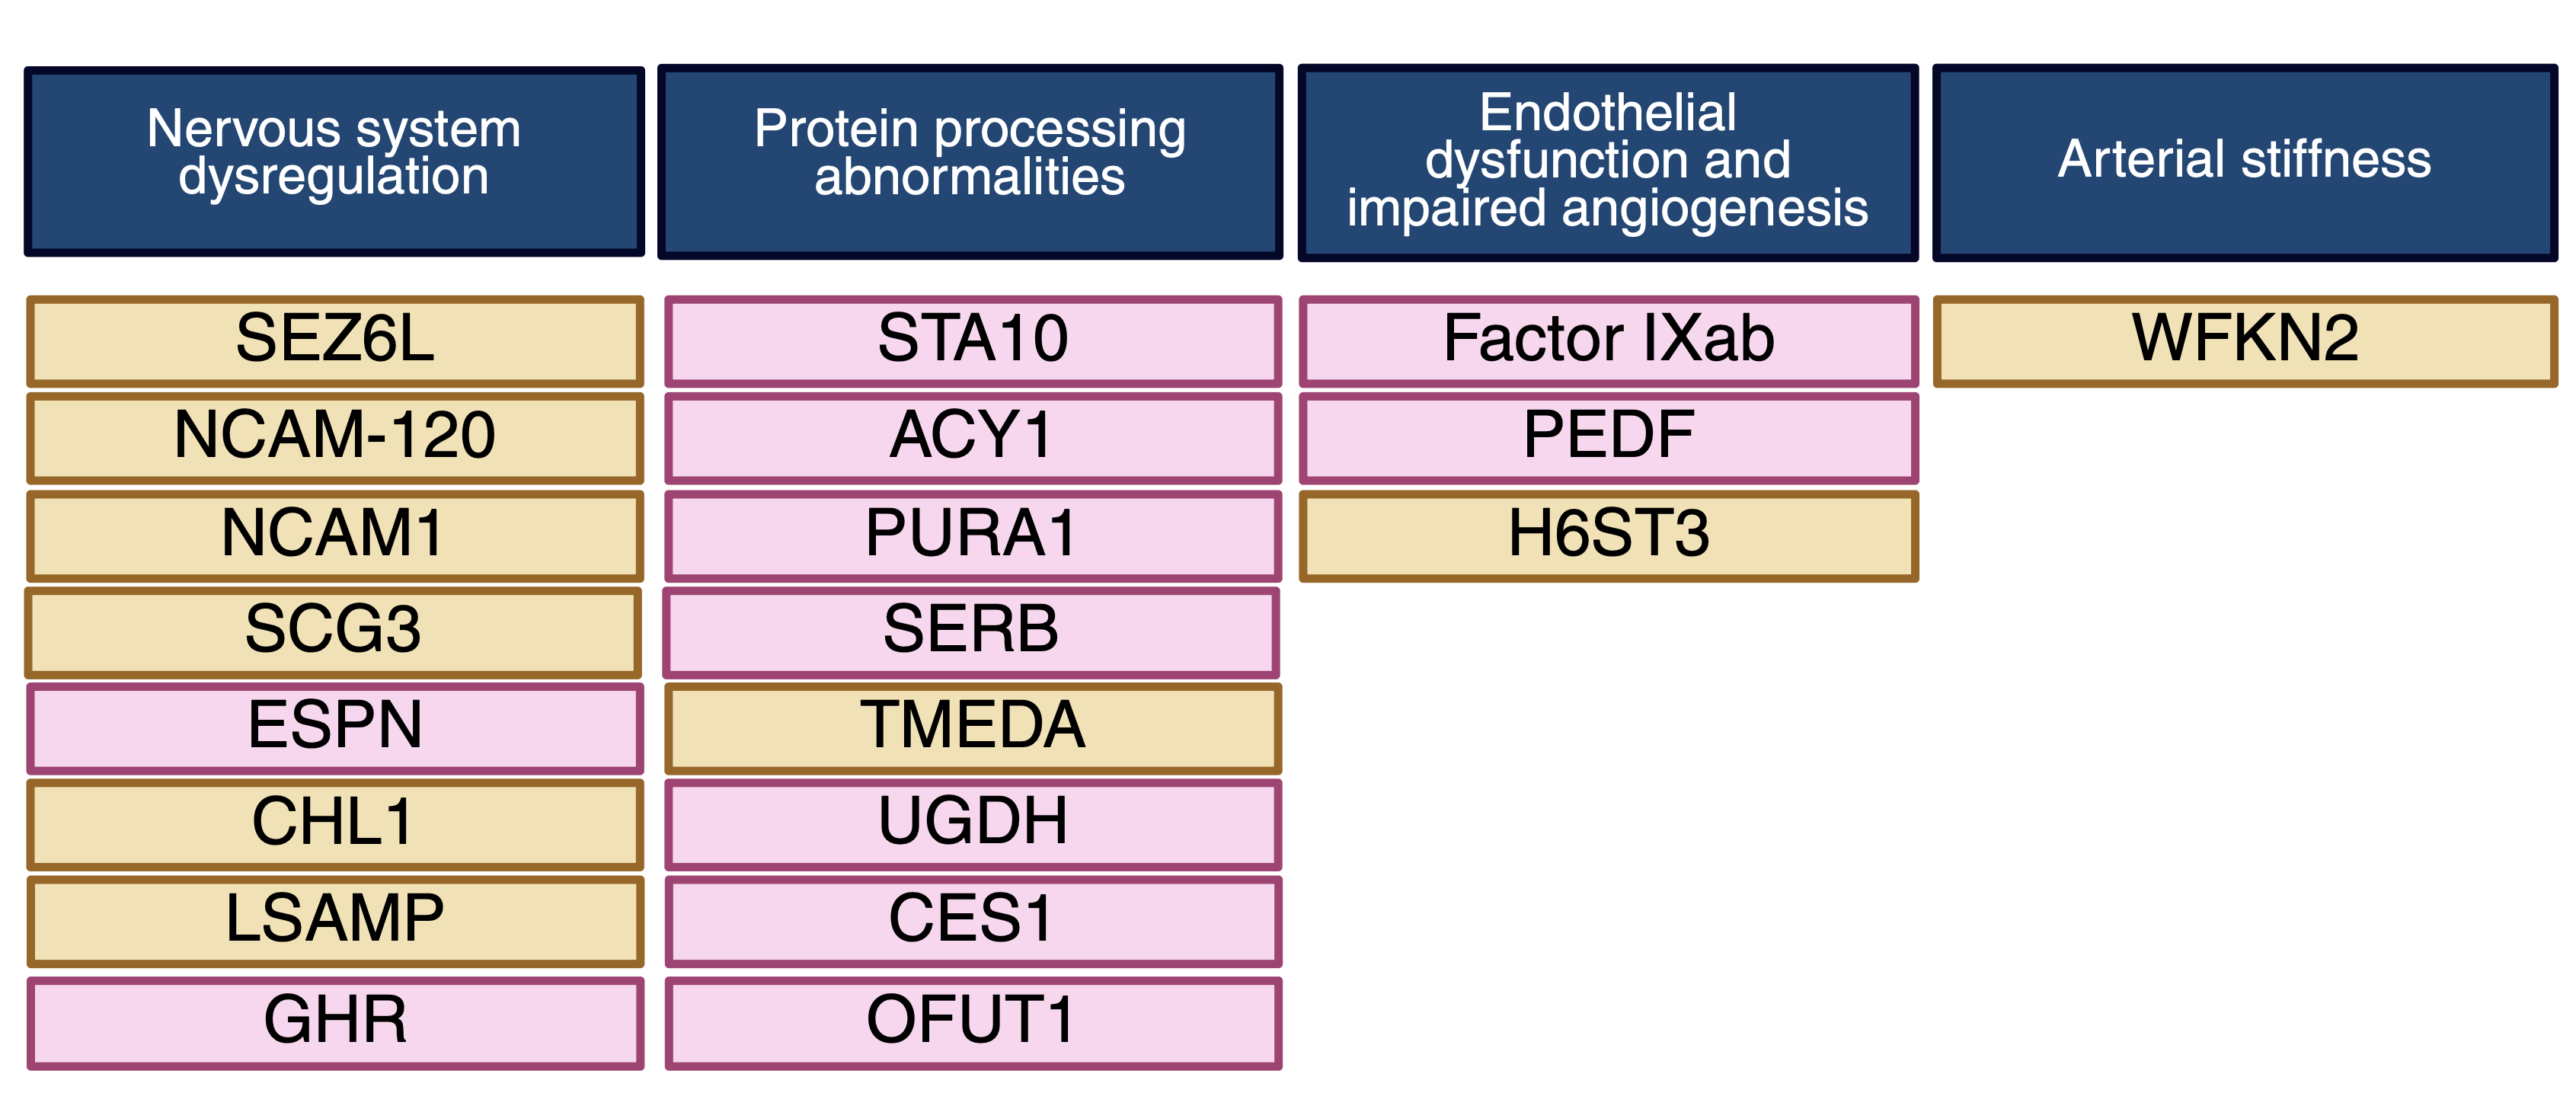 Nervous system
dysregulation
Protein processing
abnormalities
Endothelial
dysfunction and
impaired angiogenesis
Arterial stiffness
SEZ6L
STA10
Factor IXab
WFKN2
NCAM-120
ACY1
PEDF
NCAM1
PURA1
H6ST3
SCG3
SERB
ESPN
TMEDA
CHL1
UGDH
LSAMP
CES1
GHR
OFUT1